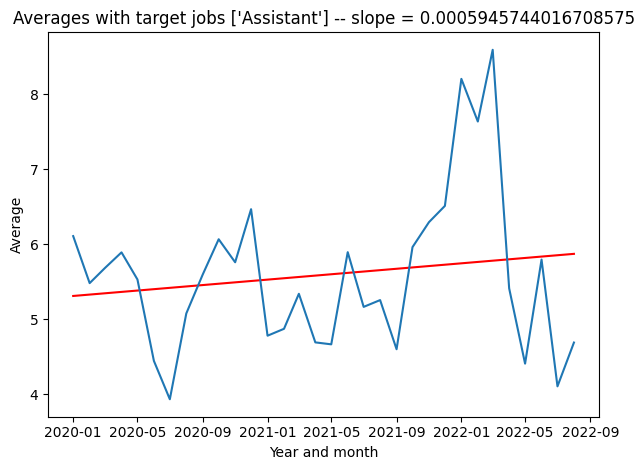 Averages with target jobs ['Assistant'] -- slope = 0.0005945744016708575
8
7
6
5
4
Average
2020-01 2020-05 2020-09 2021-01 2021-05 2021-09 2022-01 2022-05 2022-09
Year and month